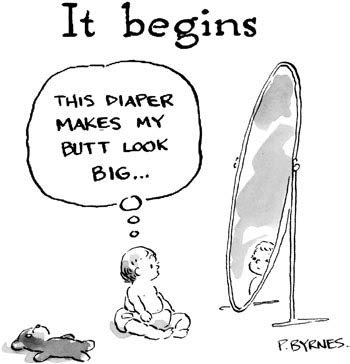 It begins
THIS DIAPER
MAKES MY
BUTT LOOK
BIG...
P. BYRNES.